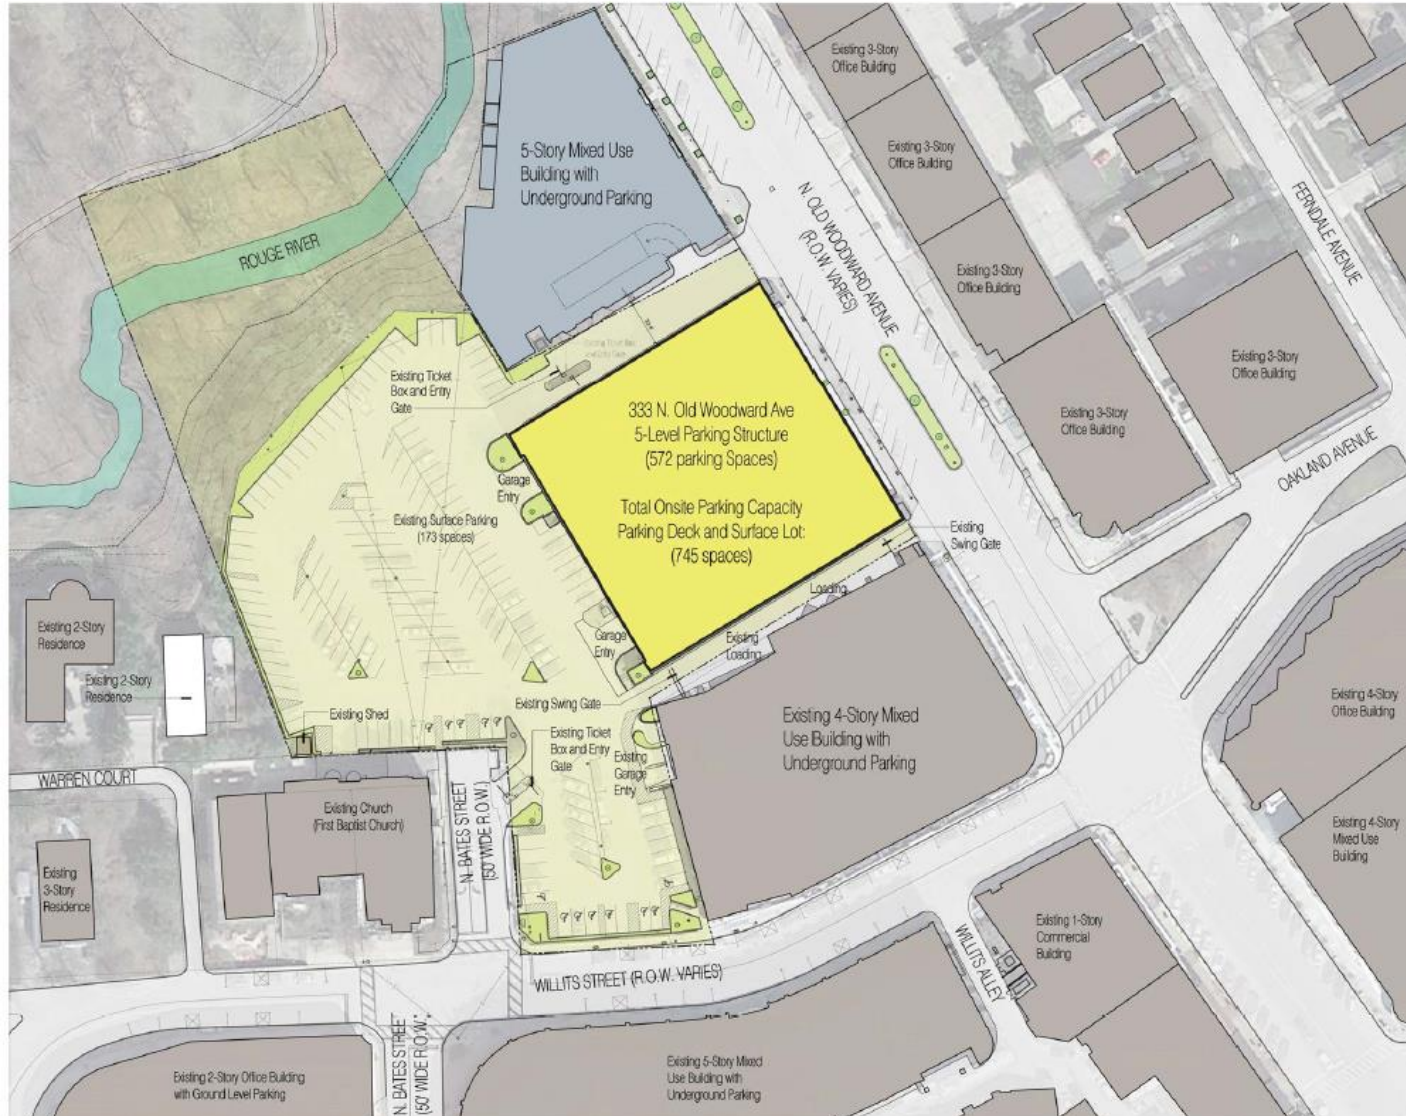 Existing 3-Story
Office Building
5-Story Mixed Use
Building with
Underground Parking
Existing 3-Story
Office Building
N. OLD WOODWARD AVENUE
(R.O.W. VARIES)
FERNDALE AVENUE
ROUGE RIVER
Existing 3-Story
Office Building
Existing 3-Story
Office Building
Existing Ticket
Box and Entry
Gate
333 N. Old Woodward Ave
5-Level Parking Structure
(572 parking Spaces)
Total Onsite Parking Capacity
Parking Deck and Surface Lot:
(745 spaces)
Existing 3-Story
Office Building
OAKLAND AVENUE
Garage
Entry
Existing Surface Parking
(173 spaces)
Existing
Swing Gate
Loading
Existing
Loading
Garage
Entry
Existing 2-Story
Residence
Existing 2-Story
Residence
Existing Shed
Existing Swing Gate
Existing Ticket
Box and Entry
Gate
Existing
Garage
Entry
Existing 4-Story Mixed
Use Building with
Underground Parking
Existing 4-Story
Office Building
WARREN COURT
Existing Church
(First Baptist Church)
N. BATES STREET
(50' WIDE R.O.W.)
Existing 4-Story
Mixed Use
Building
Existing
3-Story
Residence
Existing 1-Story
Commercial
Building
WILLITS ALLEY
WILLITS STREET (R.O.W. VARIES)
N. BATES STREET
(50' WIDE R.O.W.)
Existing 2-Story Office Building
with Ground Level Parking
Existing 5-Story Mixed
Use Building with
Underground Parking